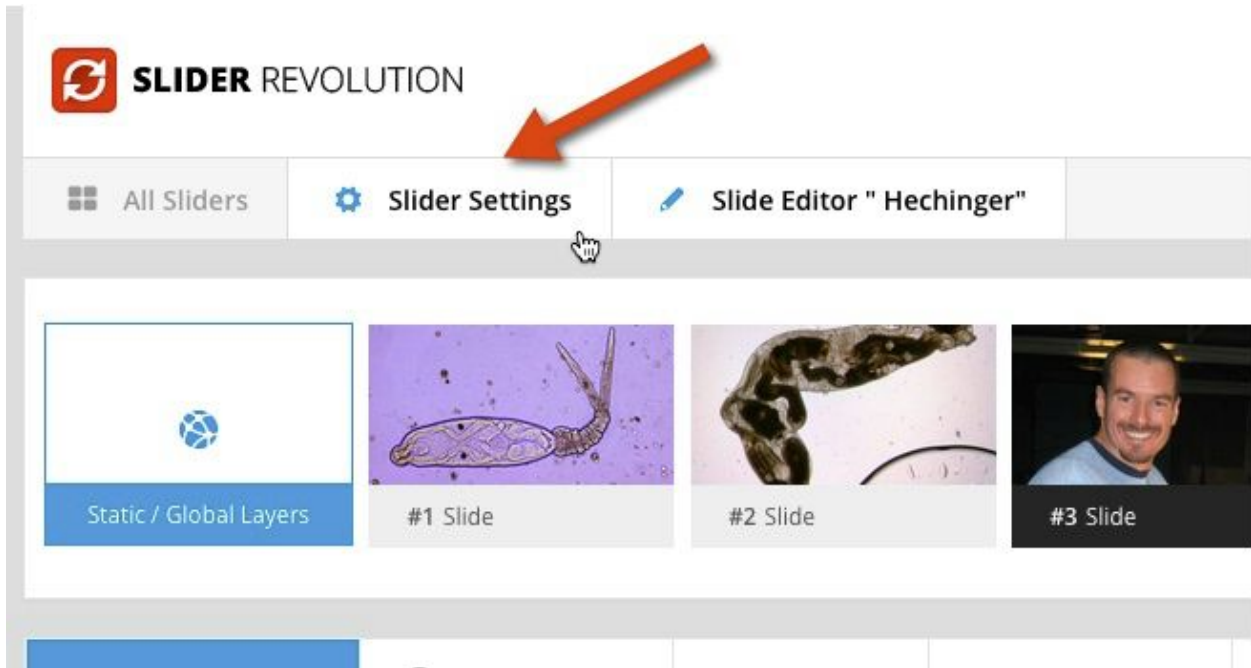 SLIDER REVOLUTION
All Sliders
Slider Settings
Slide Editor " Hechinger"
Static / Global Layers
#1 Slide
#2 Slide
#3 Slide